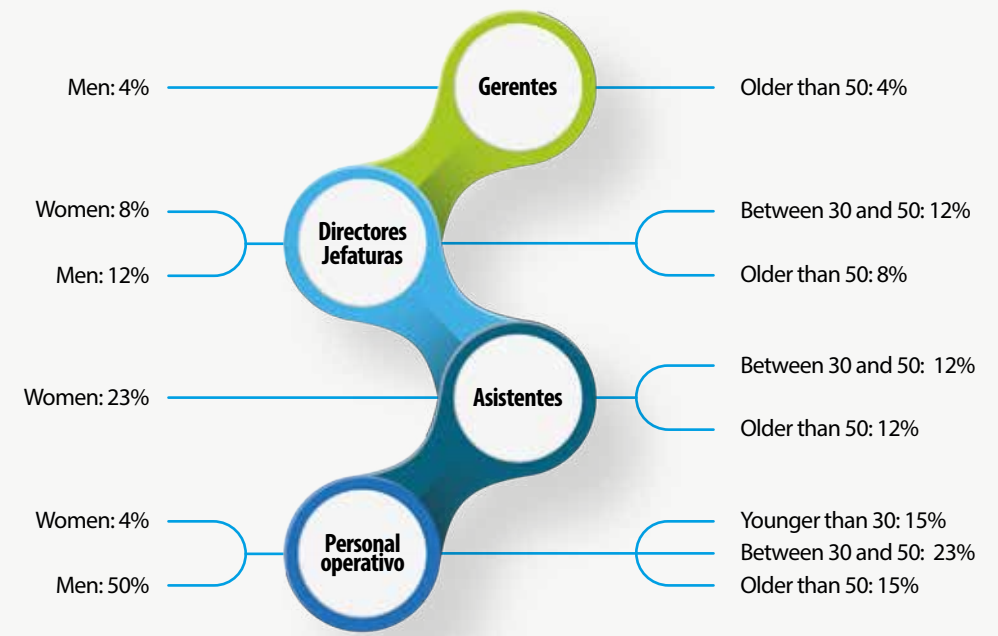 Men: 4%
Gerentes
Older than 50: 4%
Women: 8%
Men: 12%
Directores
Jefaturas
Between 30 and 50: 12%
Older than 50: 8%
Women: 23%
Asistentes
Between 30 and 50: 12%
Older than 50: 12%
Women: 4%
Men: 50%
Personal
operativo
Younger than 30: 15%
Between 30 and 50: 23%
Older than 50: 15%